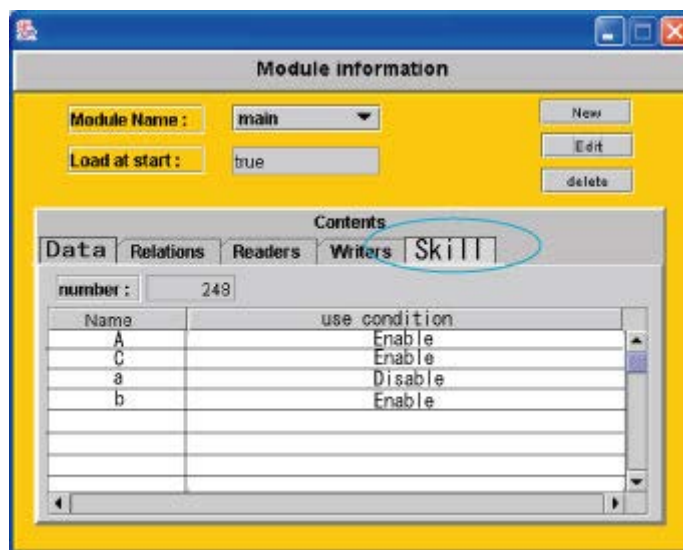 Module information
Module Name : main New
Load at start : true Edit
delete
Contents
Data Relations Readers Writers Skill
number : 249
Name use condition
A Enable
C Enable
a Disable
b Enable